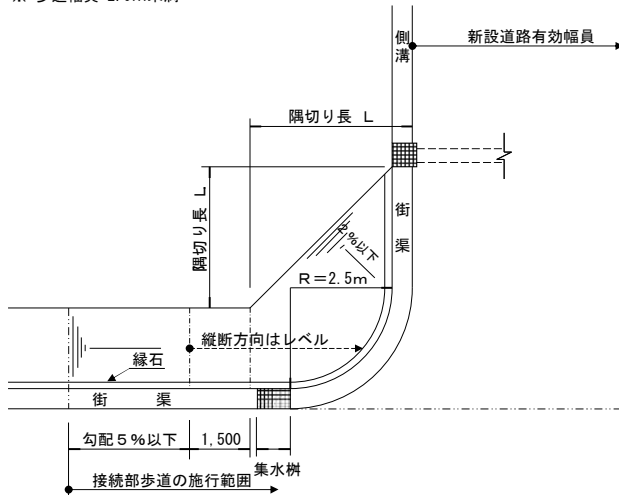 側溝
新設道路有効幅員
隅切り長 L
隅切り長 L
街渠
2%以下
R=2.5m
縦断方向はレベル
縁石
街 渠
勾配5%以下
1,500
集水桝
接続部歩道の施行範囲